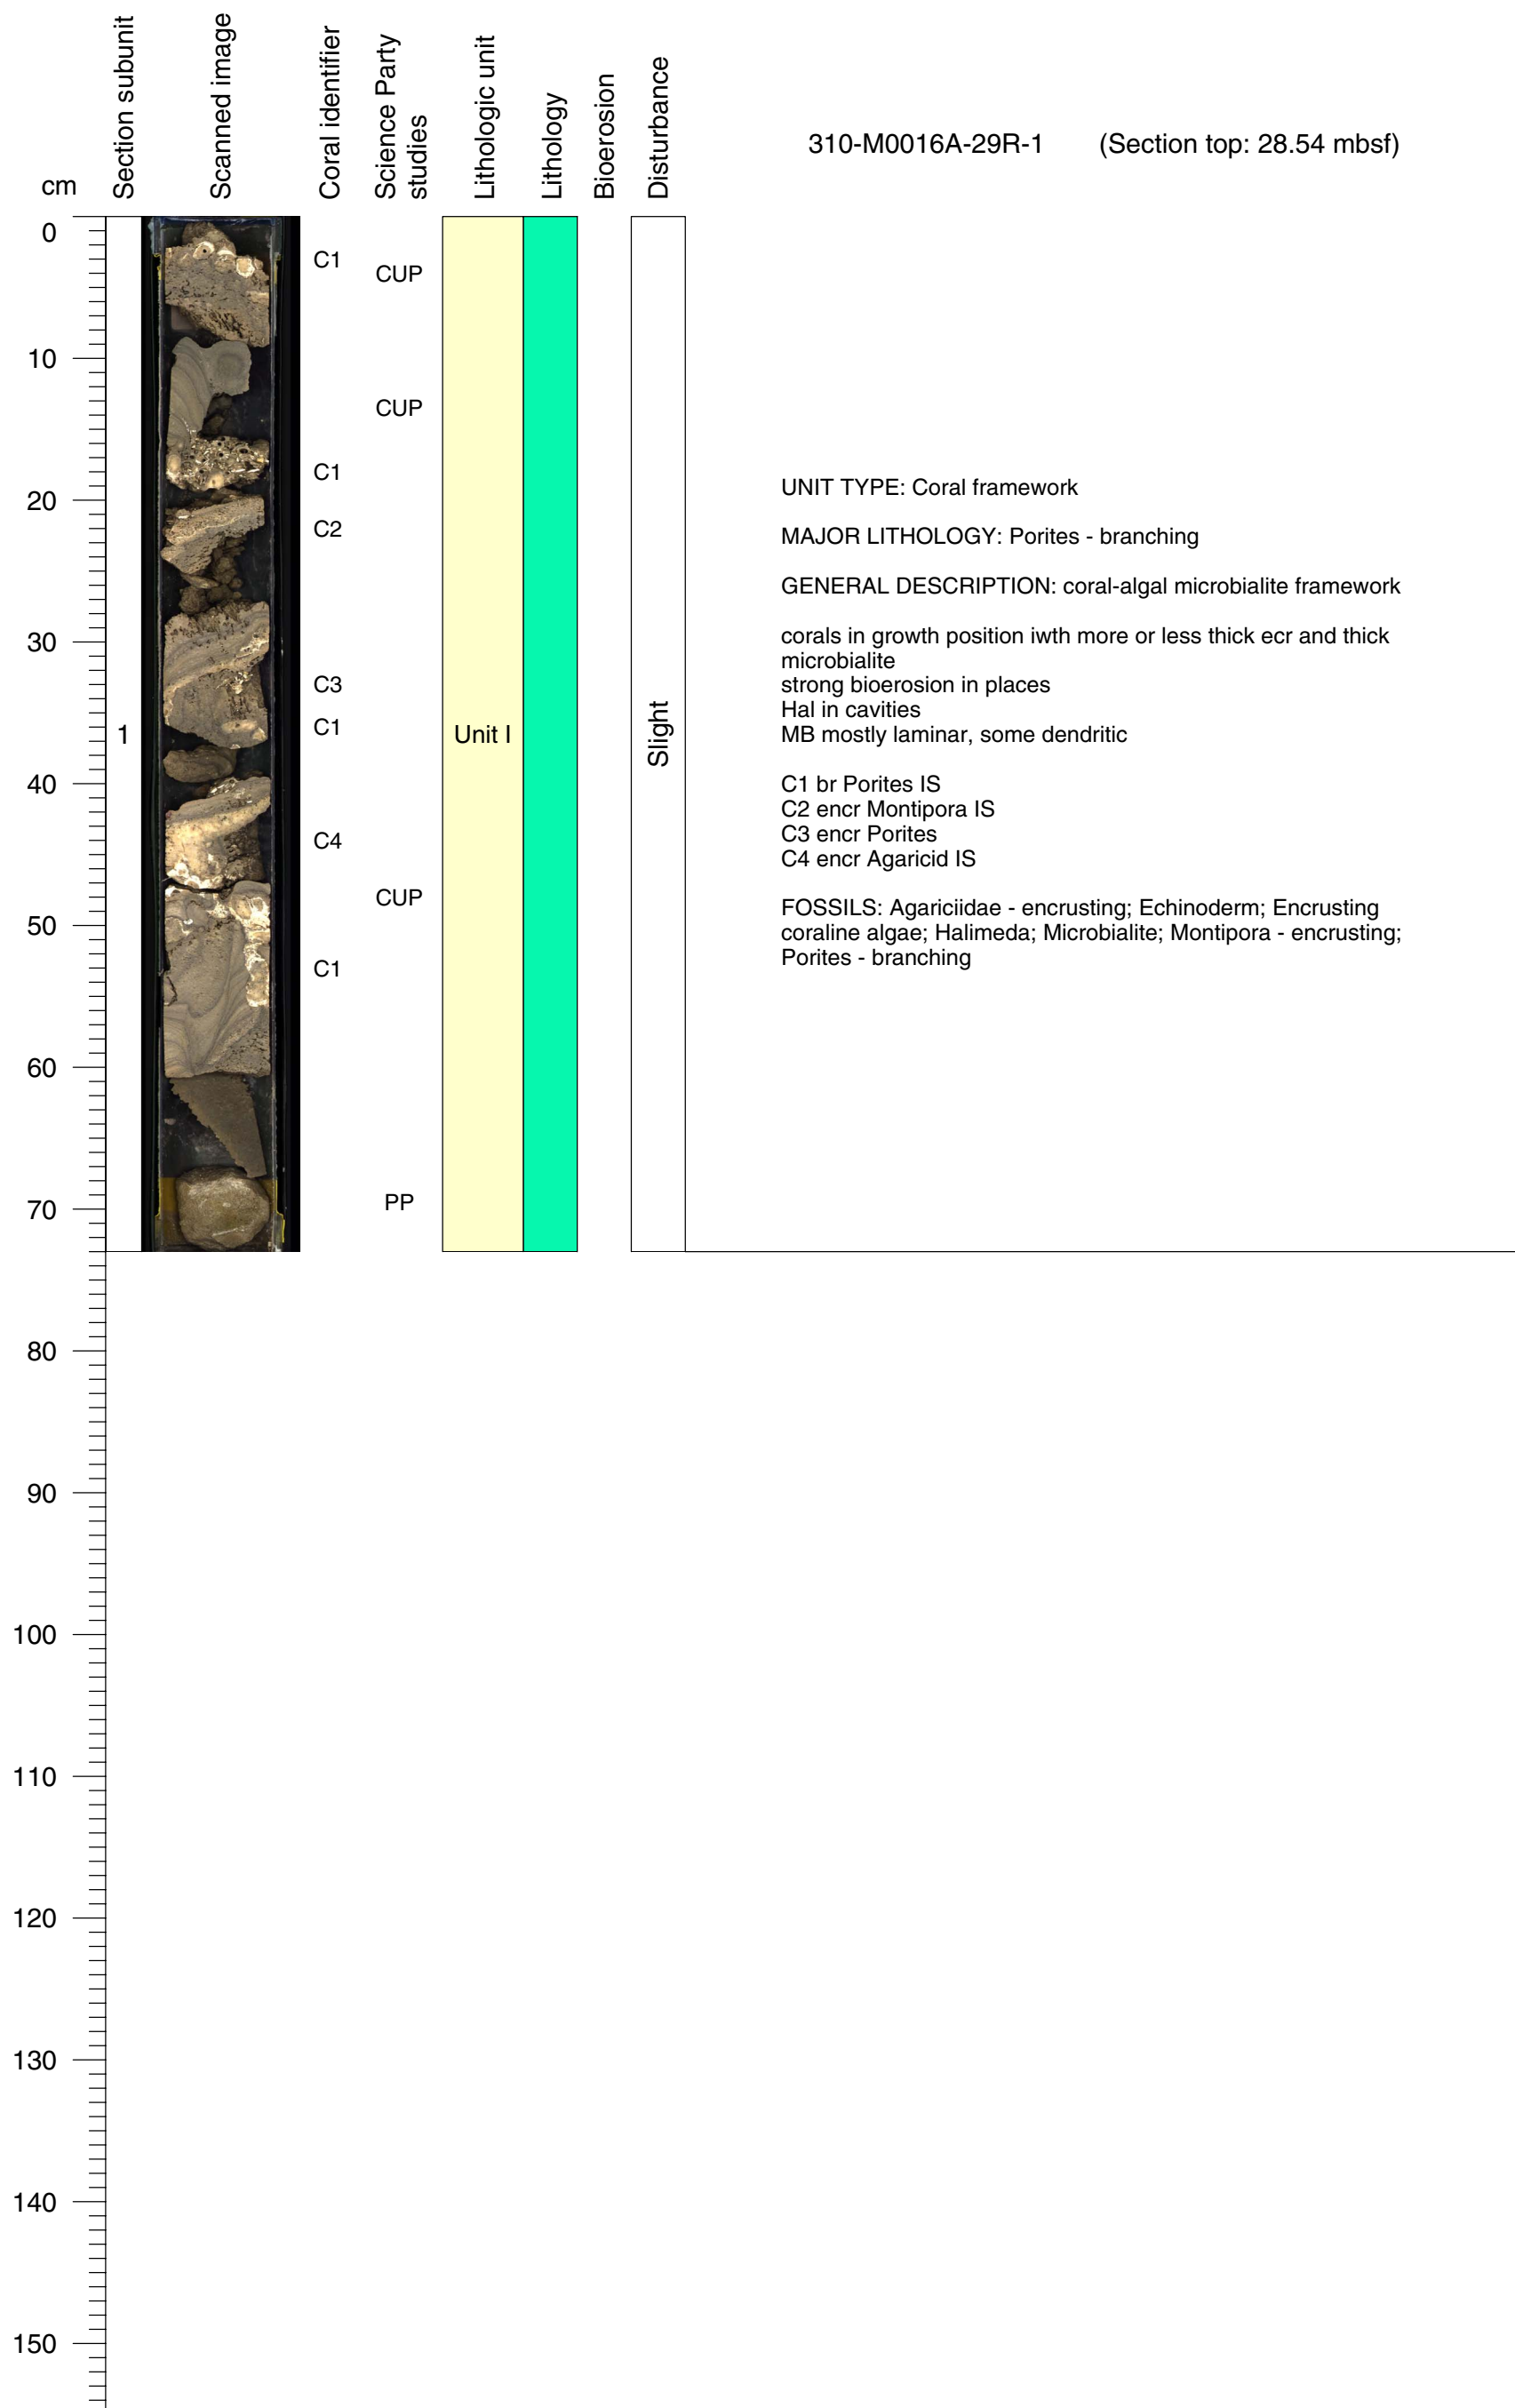 Section subunit
Scanned image
Coral identifier
Science Party
studies
Lithologic unit
Lithology
Bioerosion
Disturbance
310-M0016A-29R-1 (Section top: 28.54 mbsf)
cm
0
C1
CUP
10
CUP
C1
20
C2
UNIT TYPE: Coral framework
MAJOR LITHOLOGY: Porites - branching
GENERAL DESCRIPTION: coral-algal microbialite framework
30
corals in growth position iwth more or less thick ecr and thick
microbialite
strong bioerosion in places
Hal in cavities
MB mostly laminar, some dendritic
C3
C1
1
Unit I
Slight
40
C1 br Porites IS
C2 encr Montipora IS
C3 encr Porites
C4 encr Agaricid IS
C4
CUP
50
FOSSILS: Agariciidae - encrusting; Echinoderm; Encrusting
coraline algae; Halimeda; Microbialite; Montipora - encrusting;
Porites - branching
C1
60
70
PP
80
90
100
110
120
130
140
150